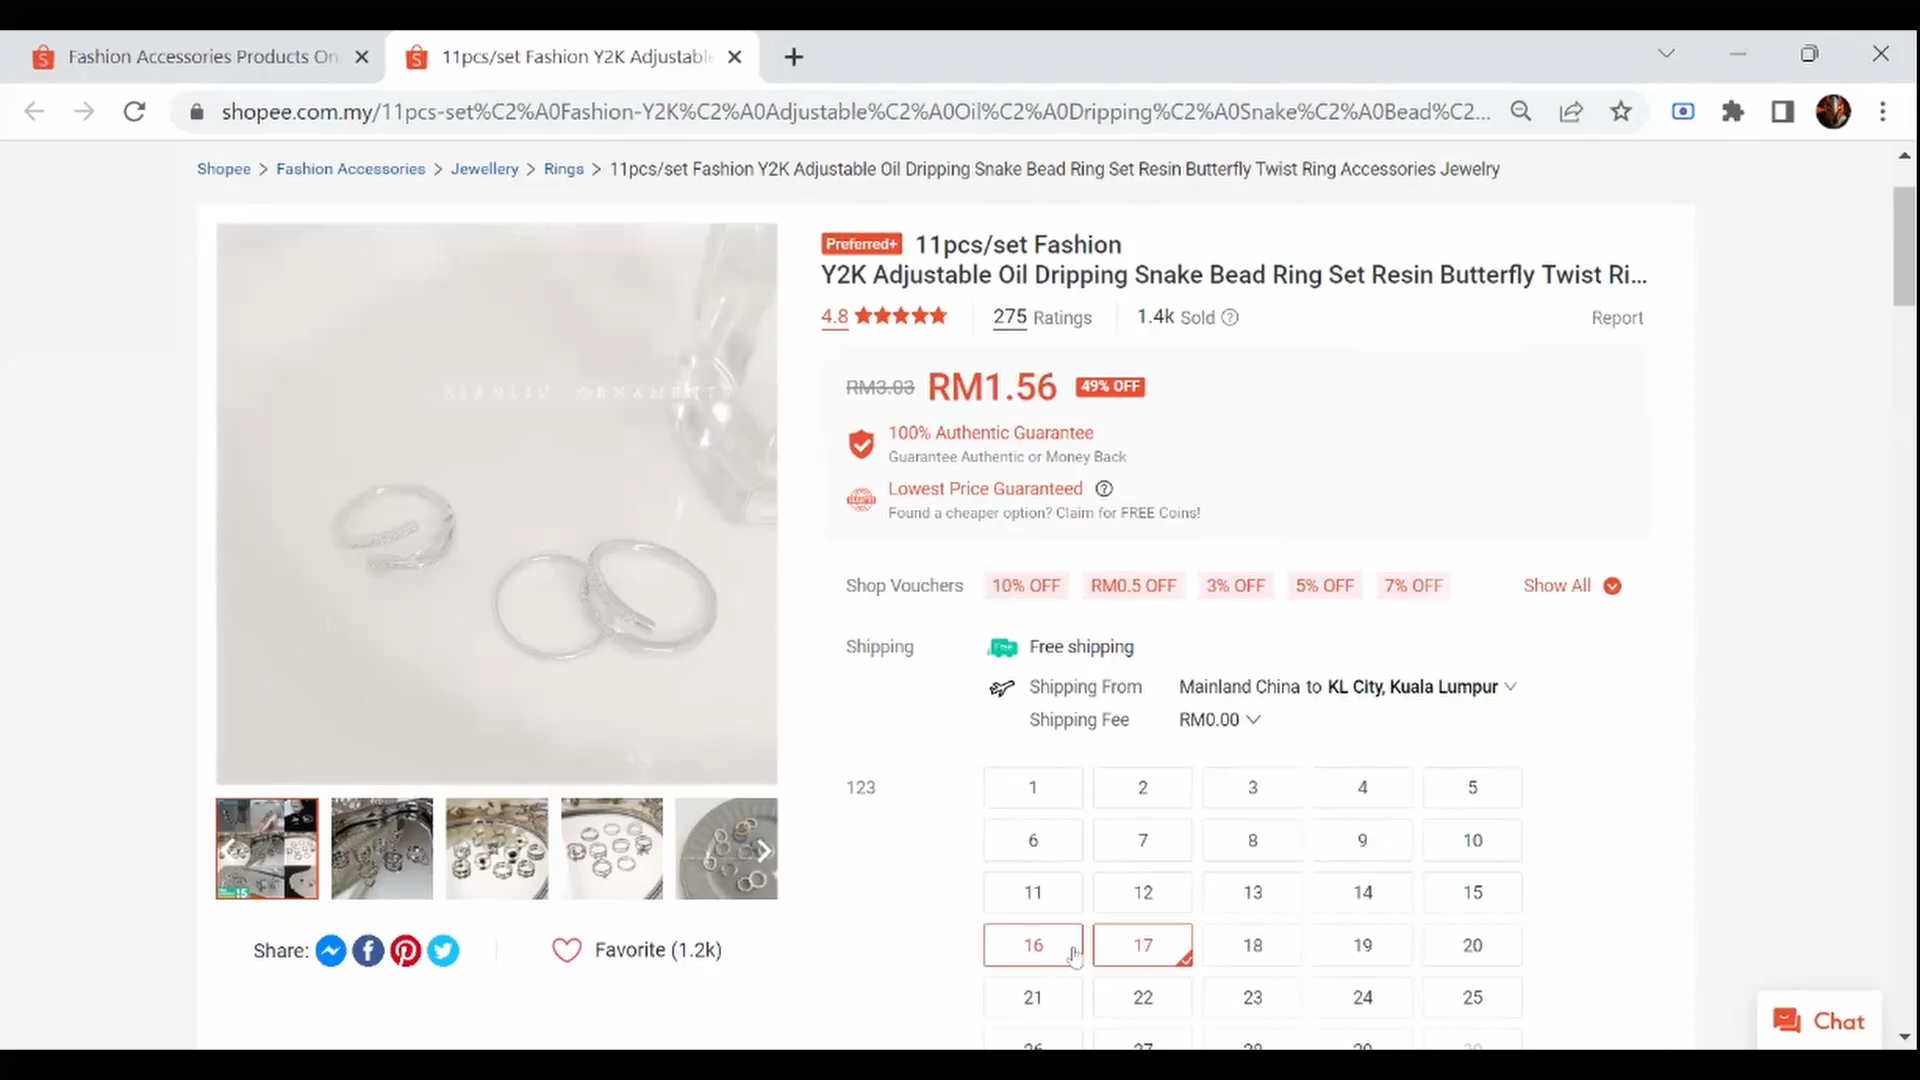 Fashion Accessories Products On
11pcs/set Fashion Y2K Adjustabl
shopee.com.my/11pcs-set%C2%A0Fashion-Y2K%C2%A0Adjustable%C2%A0Oil%C2%A0Dripping%C2%A0Snake%C2%A0Bead%C2...
Shopee > Fashion Accessories > Jewellery > Rings > 11pcs/set Fashion Y2K Adjustable Oil Dripping Snake Bead Ring Set Resin Butterfly Twist Ring Accessories Jewelry
Preferred+ 11pcs/set Fashion
Y2K Adjustable Oil Dripping Snake Bead Ring Set Resin Butterfly Twist Ri...
4.8 275 Ratings 1.4k Sold ?
Report
RM3.03 RM1.56 49% OFF
100% Authentic Guarantee
Guarantee Authentic or Money Back
Lowest Price Guaranteed ?
Found a cheaper option? Claim for FREE Coins!
Shop Vouchers 10% OFF RM0.5 OFF 3% OFF 5% OFF 7% OFF Show All
Shipping Free Free shipping
Shipping From Mainland China to KL City, Kuala Lumpur
Shipping Fee RM0.00
123 1 2 3 4 5
6 7 8 9 10
11 12 13 14 15
16 17 18 19 20
21 22 23 24 25
26 27 28 29 30
Share: Favorite (1.2k)
Chat